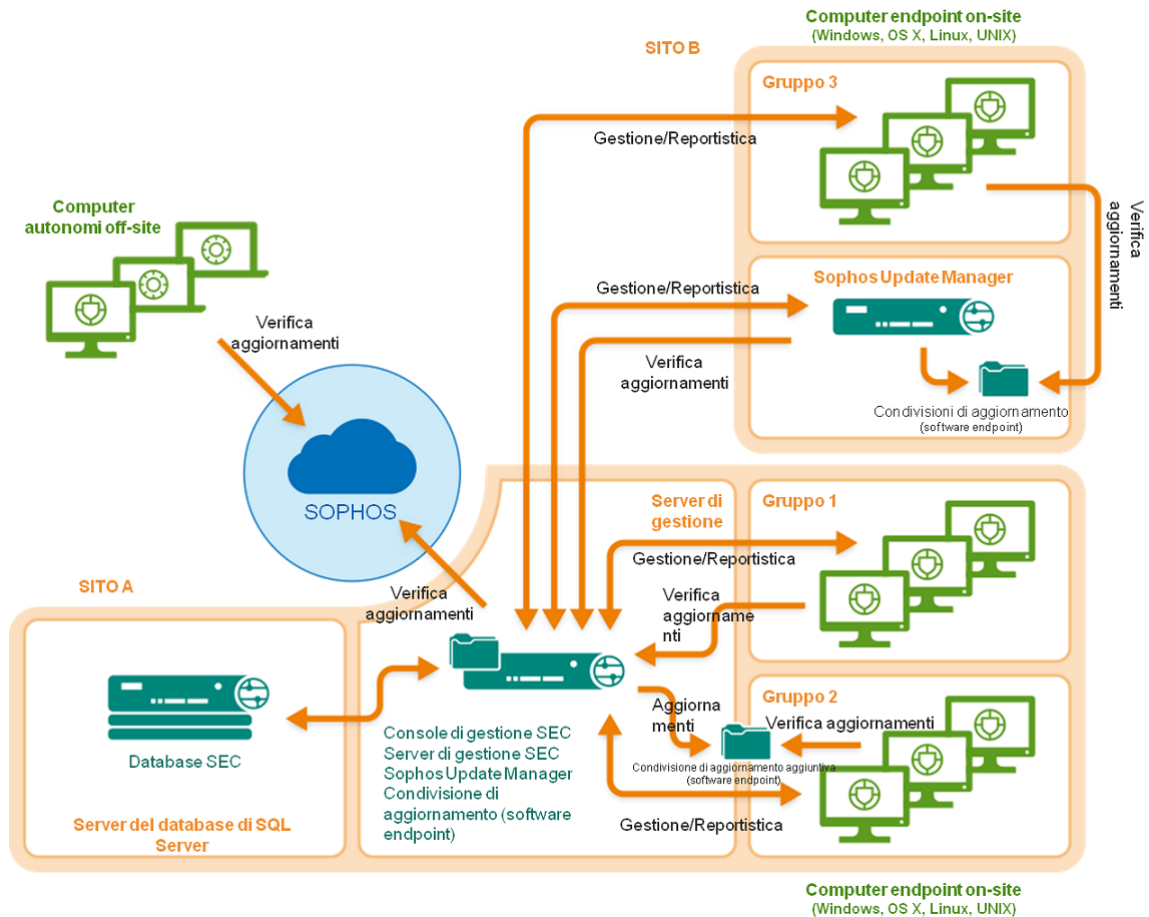 Computer endpoint on-site
(Windows, OS X, Linux, UNIX)
SITO B
Gruppo 3
Gestione/Reportistica
Verifica
aggiornamenti
Computer
autonomi off-site
Sophos Update Manager
Gestione/Reportistica
Verifica
aggiornamenti
Verifica
aggiornamenti
Condivisioni di aggiornamento
(software endpoint)
SOPHOS
Server di
gestione
Gruppo 1
Gestione/Reportistica
SITO A
Verifica
aggiornamenti
Verifica
aggiorname
nti
Gruppo 2
Aggiorna
menti
Verifica aggiornamenti
Console di gestione SEC
Server di gestione SEC
Sophos Update Manager
Condivisione di
aggiornamento (software
endpoint)
Database SEC
Condivisione di aggiornamento aggiuntiva
(software endpoint)
Server del database di SQL
Server
Gestione/Reportistica
Computer endpoint on-site
(Windows, OS X, Linux, UNIX)